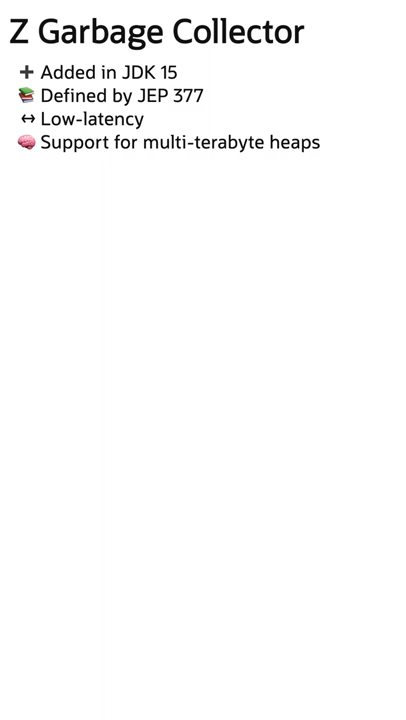 Z Garbage Collector
➕ Added in JDK 15
📚 Defined by JEP 377
↔ Low-latency
🧠 Support for multi-terabyte heaps